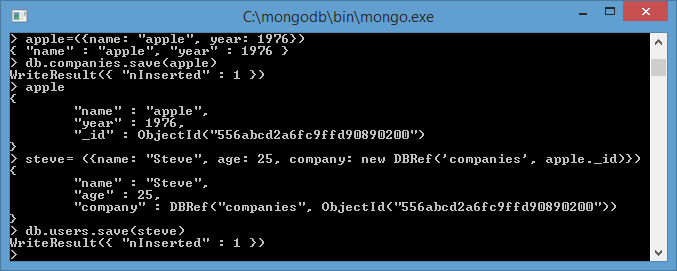 C:\mongodb\bin\mongo.exe
> apple=({name: "apple", year: 1976})
{ "name" : "apple", "year" : 1976 }
> db.companies.save(apple)
WriteResult({ "nInserted" : 1 })
> apple
{
        "name" : "apple",
        "year" : 1976,
        "_id" : ObjectId("556abcd2a6fc9ffd90890200")
}
> steve= ({name: "Steve", age: 25, company: new DBRef('companies', apple._id)})
{
        "name" : "Steve",
        "age" : 25,
        "company" : DBRef("companies", ObjectId("556abcd2a6fc9ffd90890200"))
}
> db.users.save(steve)
WriteResult({ "nInserted" : 1 })
>